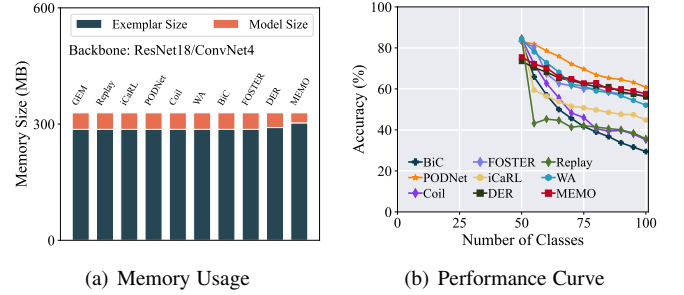 600
300
0
Memory Size (MB)
Exemplar Size
Model Size
Backbone: ResNet18/ConvNet4
GEM
Replay
iCaRL
PODNet
Coil
WA
BiC
FOSTER
DER
MEMO
(a) Memory Usage
100
80
60
40
20
0
Accuracy (%)
BiC
FOSTER
Replay
PODNet
iCaRL
WA
Coil
DER
MEMO
0
25
50
75
100
Number of Classes
(b) Performance Curve